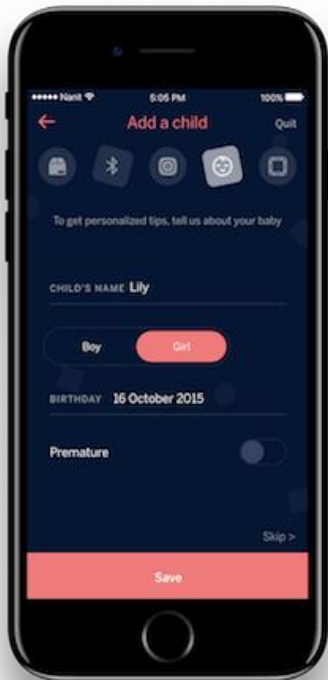 Nanit 5:05 PM 100%
Add a child Quit
To get personalized tips, tell us about your baby
CHILD'S NAME Lily
Boy Girl
BIRTHDAY 16 October 2015
Premature
Skip >
Save